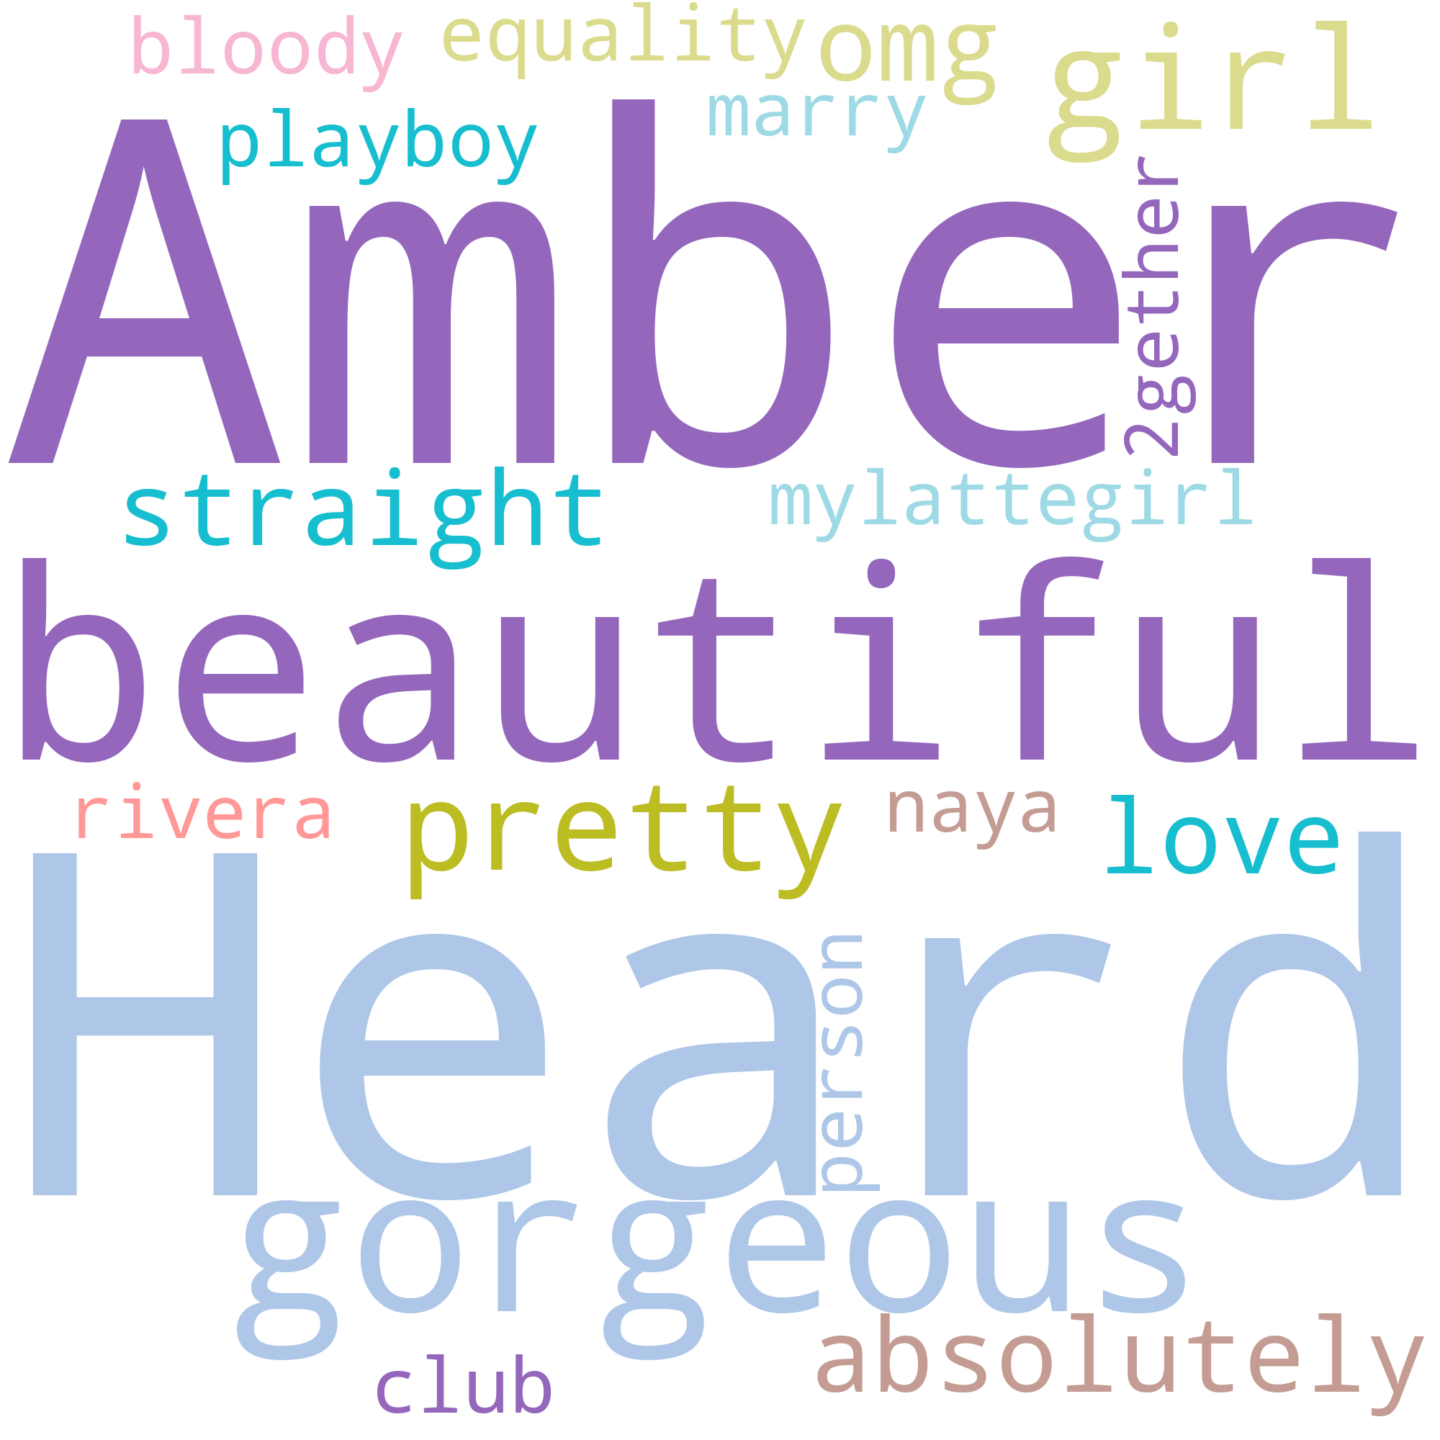 bloody equality omg girl
playboy marry
Amber
2gether
straight mylattegirl
beautiful
rivera pretty naya love
Heard
person
gorgeous
club absolutely